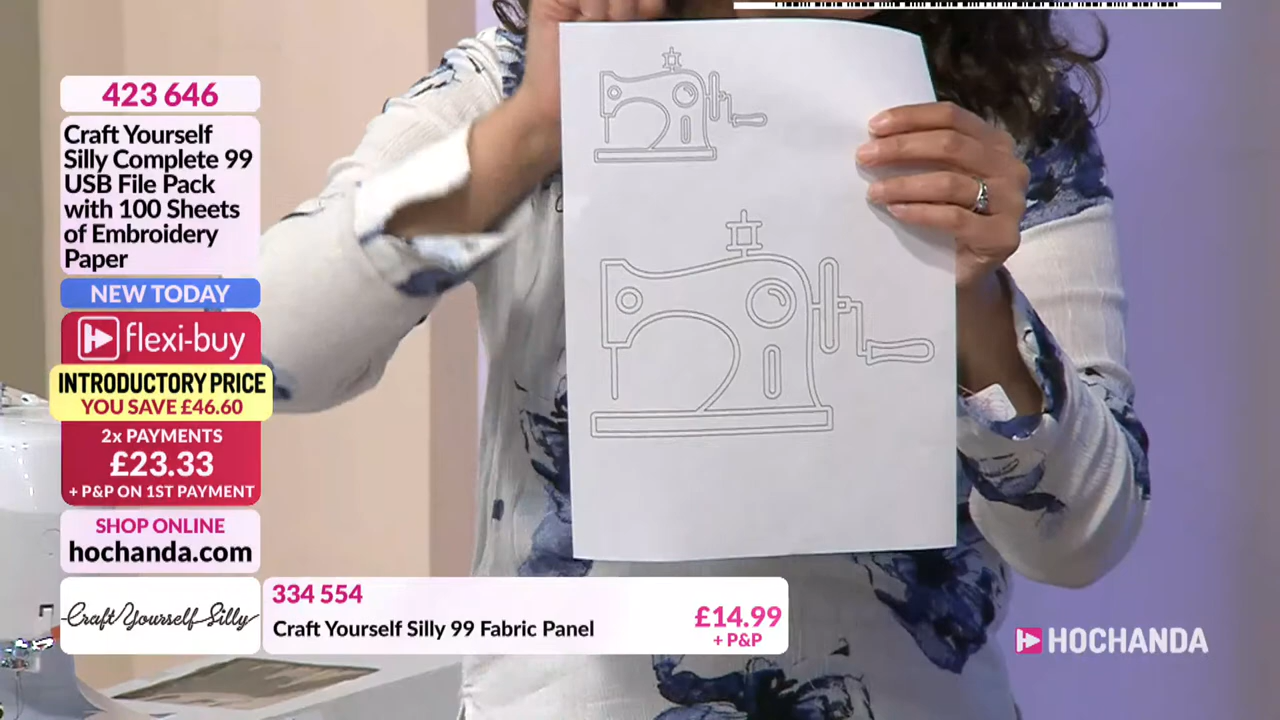 423 646
Craft Yourself
Silly Complete 99
USB File Pack
with 100 Sheets
of Embroidery
Paper
NEW TODAY
flexi-buy
INTRODUCTORY PRICE
YOU SAVE £46.60
2x PAYMENTS
£23.33
+ P&P ON 1ST PAYMENT
SHOP ONLINE
hochanda.com
Craft Yourself Silly
334 554
Craft Yourself Silly 99 Fabric Panel
£14.99
+ P&P
HOCHANDA